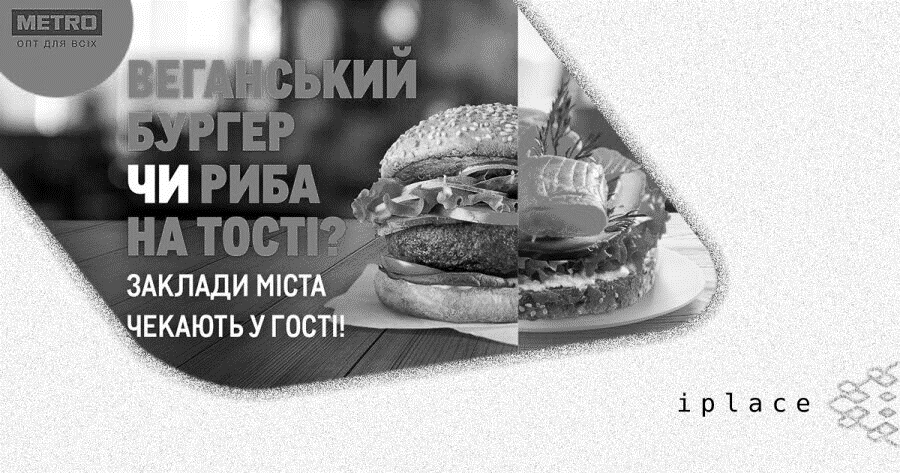 METRO
ОПТ ДЛЯ ВСІХ
ВЕГАНСЬКИЙ
БУРГЕР
ЧИ РИБА
НА ТОСТІ?
ЗАКЛАДИ МІСТА
ЧЕКАЮТЬ У ГОСТІ!
iplace